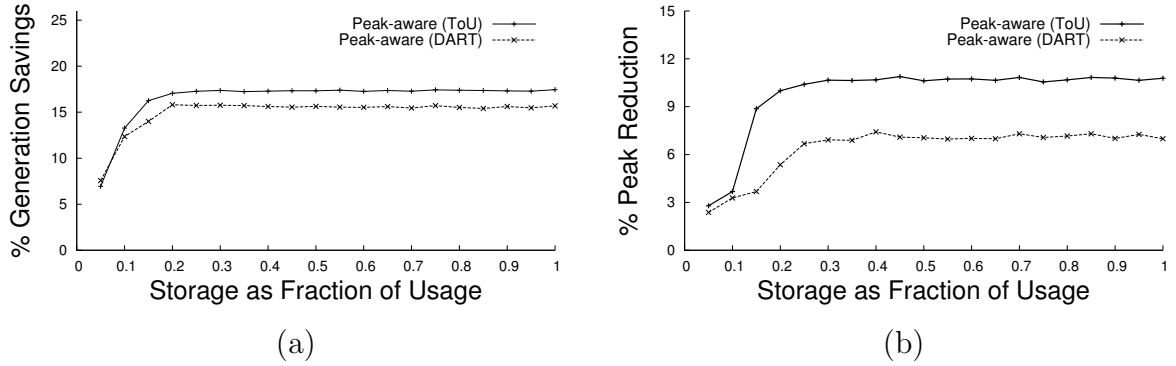 % Generation Savings
25
20
15
10
5
0
0 0.1 0.2 0.3 0.4 0.5 0.6 0.7 0.8 0.9 1
Storage as Fraction of Usage
Peak-aware (ToU)
Peak-aware (DART)
(a)
% Peak Reduction
15
12
9
6
3
0
0 0.1 0.2 0.3 0.4 0.5 0.6 0.7 0.8 0.9 1
Storage as Fraction of Usage
Peak-aware (ToU)
Peak-aware (DART)
(b)